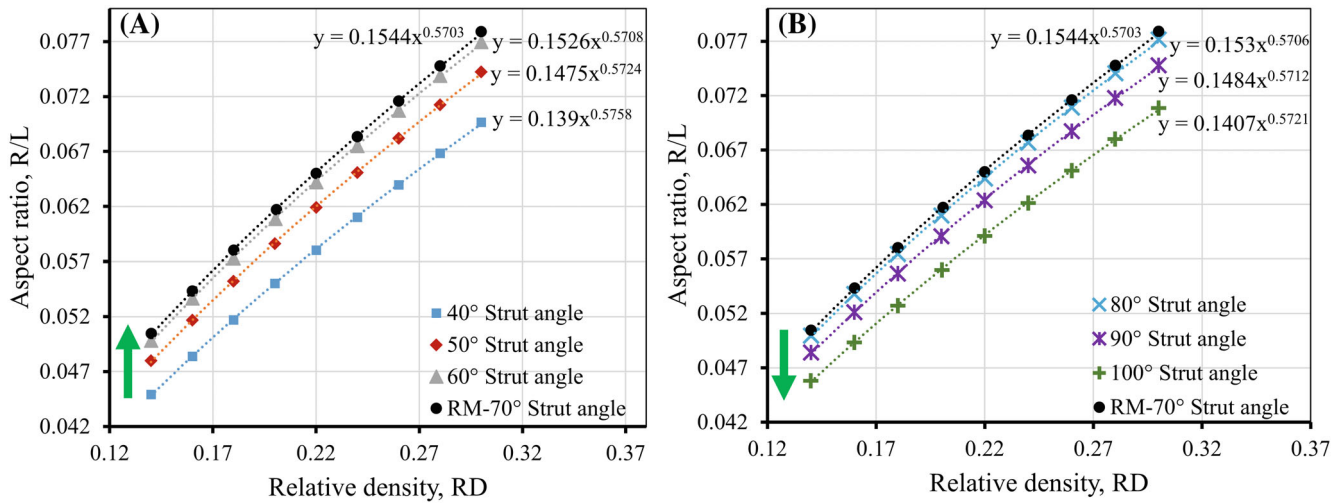 (A)
y = 0.1544x^0.5703
y = 0.1526x^0.5708
y = 0.1475x^0.5724
y = 0.139x^0.5758
0.077
0.072
0.067
0.062
0.057
0.052
0.047
0.042
Aspect ratio, R/L
40° Strut angle
50° Strut angle
60° Strut angle
RM-70° Strut angle
0.12 0.17 0.22 0.27 0.32 0.37
Relative density, RD
(B)
y = 0.1544x^0.5703
y = 0.153x^0.5706
y = 0.1484x^0.5712
y = 0.1407x^0.5721
0.077
0.072
0.067
0.062
0.057
0.052
0.047
0.042
Aspect ratio, R/L
80° Strut angle
90° Strut angle
100° Strut angle
RM-70° Strut angle
0.12 0.17 0.22 0.27 0.32 0.37
Relative density, RD